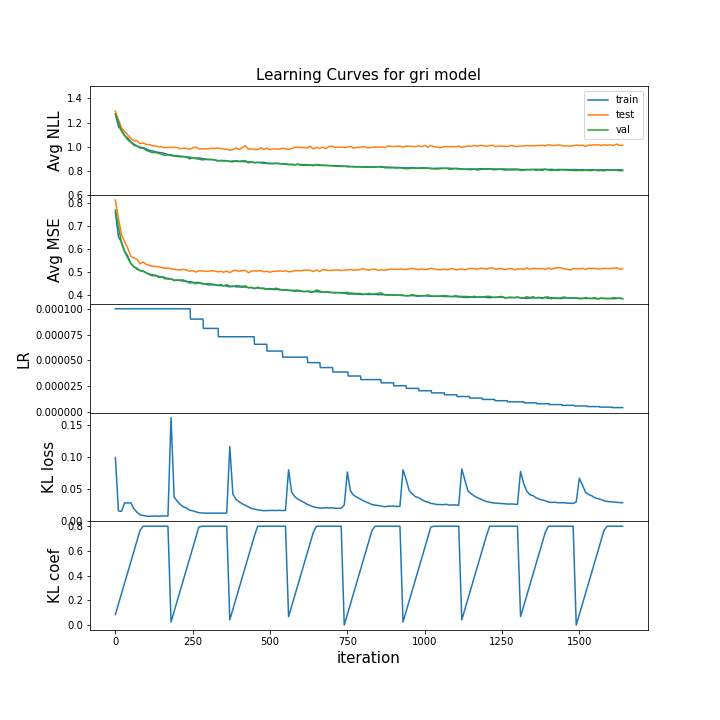 Learning Curves for gri model
1.4
1.2
1.0
0.8
0.6
Avg NLL
train
test
val
0.8
0.7
0.6
0.5
0.4
Avg MSE
0.000100
0.000075
0.000050
0.000025
0.000000
LR
0.15
0.10
0.05
0.00
KL loss
0.8
0.6
0.4
0.2
0.0
KL coef
0 250 500 750 1000 1250 1500
iteration